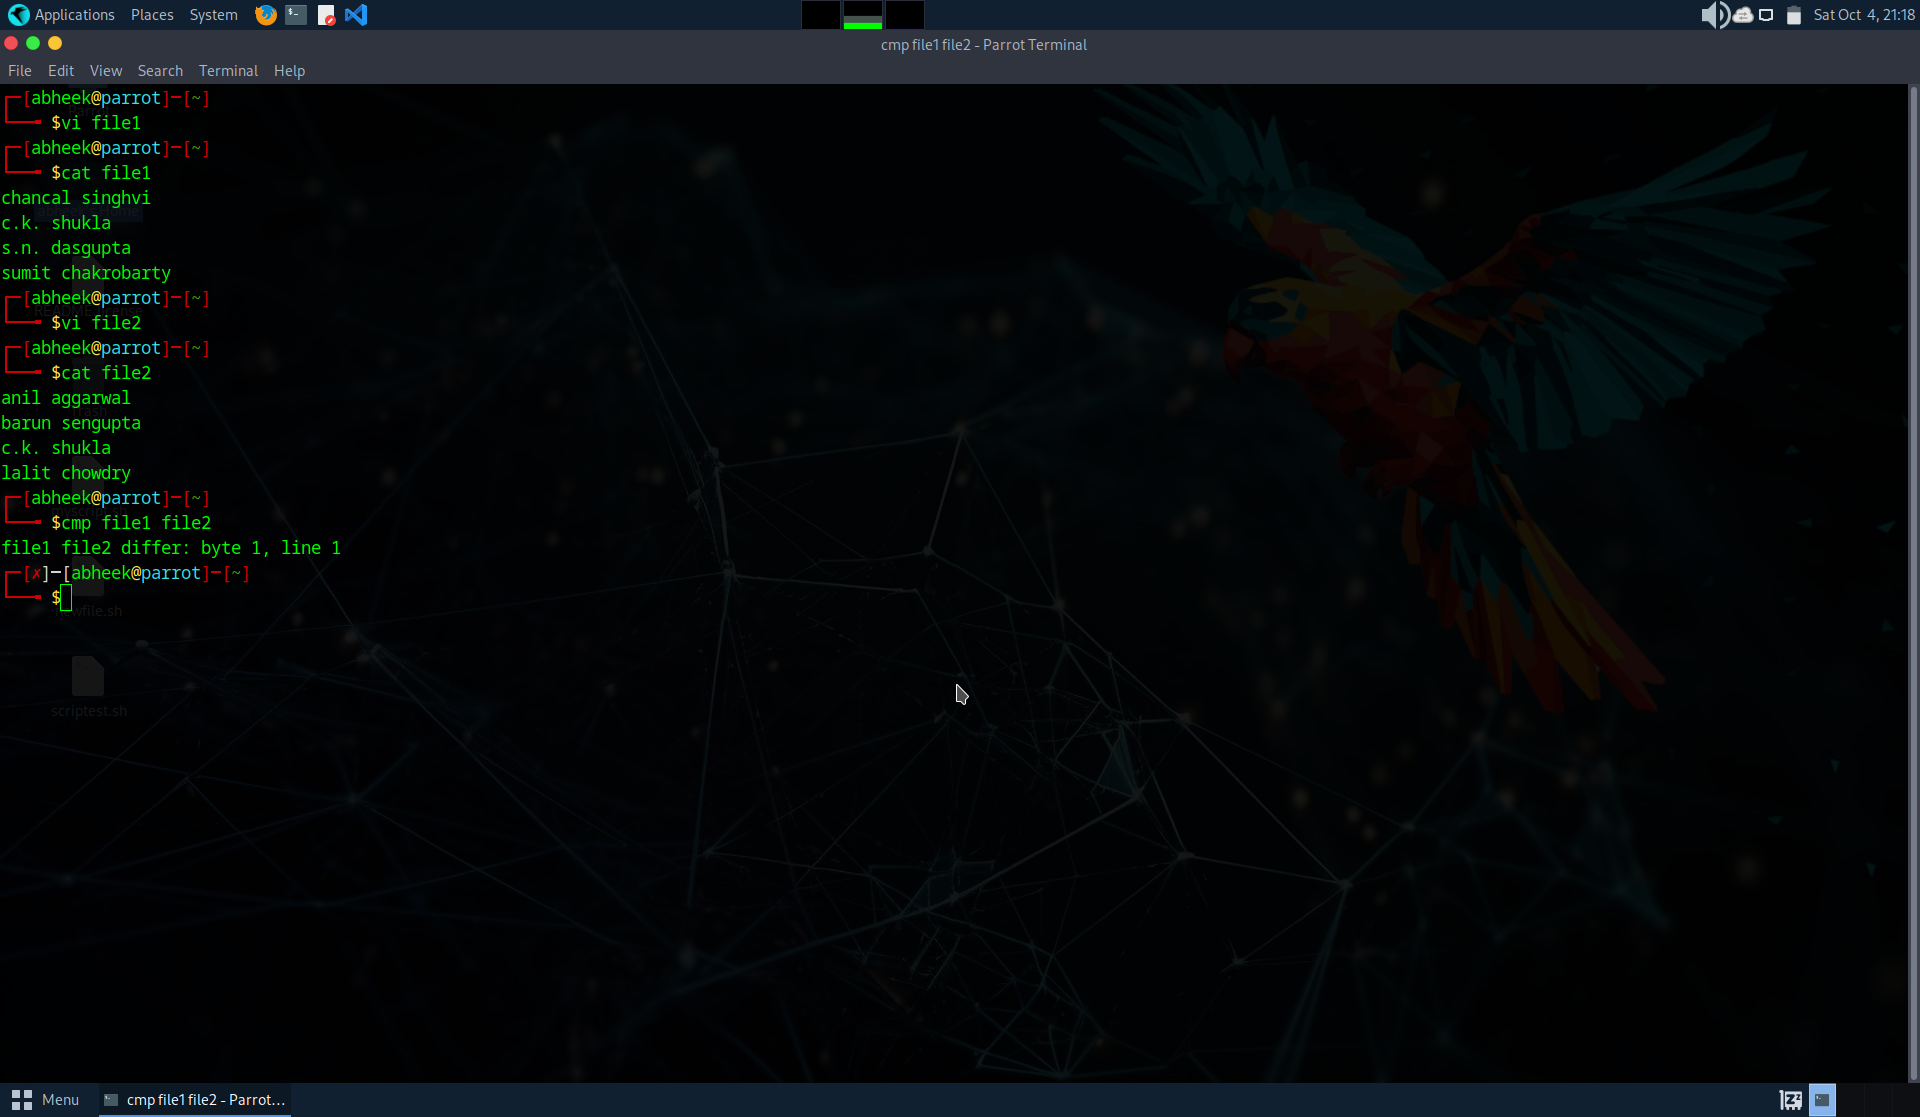 Applications Places System Sat Oct 4, 21:18
cmp file1 file2 - Parrot Terminal
File Edit View Search Terminal Help
┌─[abheek@parrot]─[~]
└──╼ $vi file1
┌─[abheek@parrot]─[~]
└──╼ $cat file1
chancal singhvi
c.k. shukla
s.n. dasgupta
sumit chakrobarty
┌─[abheek@parrot]─[~]
└──╼ $vi file2
┌─[abheek@parrot]─[~]
└──╼ $cat file2
anil aggarwal
barun sengupta
c.k. shukla
lalit chowdry
┌─[abheek@parrot]─[~]
└──╼ $cmp file1 file2
file1 file2 differ: byte 1, line 1
┌─[✗]─[abheek@parrot]─[~]
└──╼ $
scriptest.sh
Menu cmp file1 file2 - Parrot...